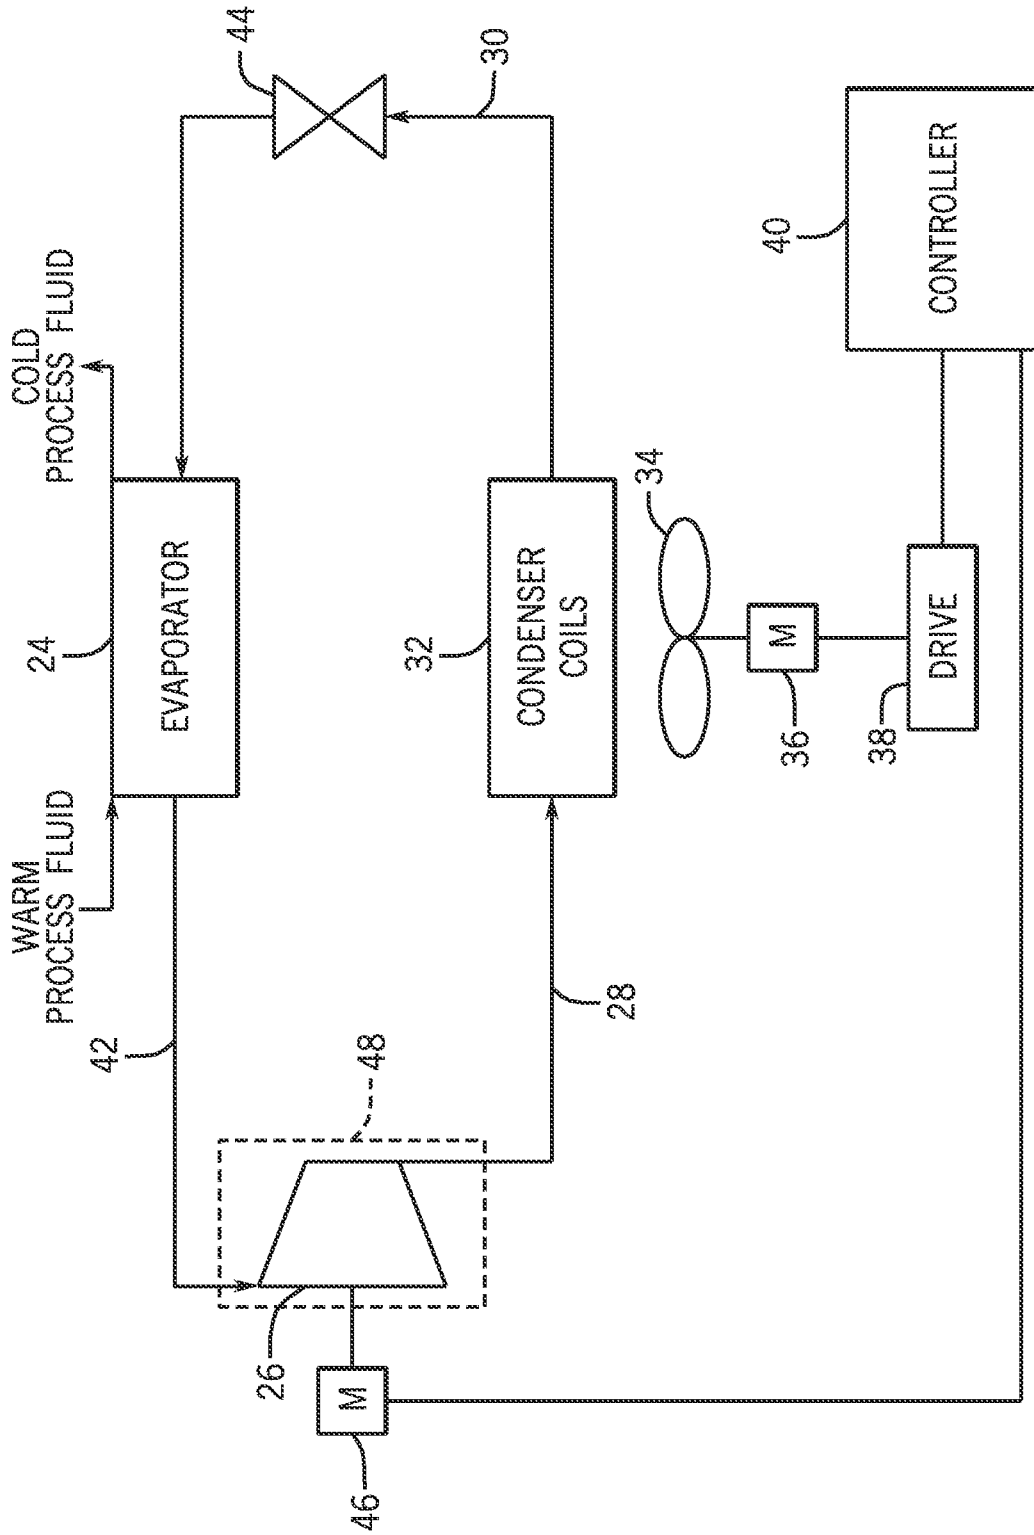 WARM
PROCESS FLUID
24
COLD
PROCESS FLUID
42
EVAPORATOR
44
26
M
46
48
32
30
CONDENSER
COILS
28
34
36
M
40
38
DRIVE
CONTROLLER